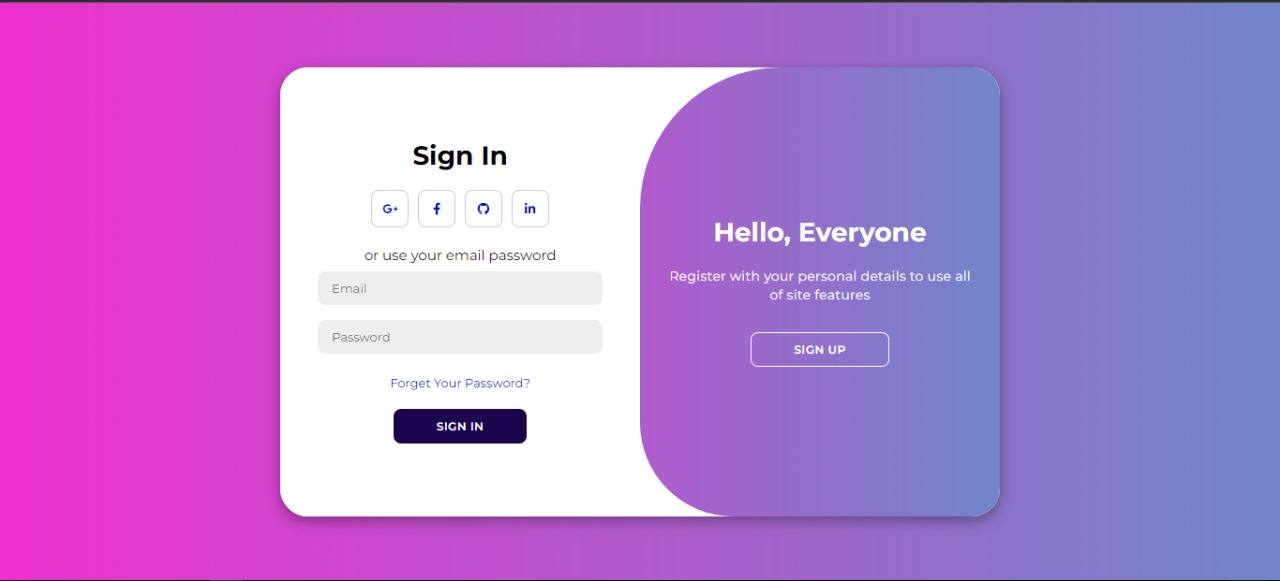 Sign In
G+ f in
or use your email password
Email
Password
Forget Your Password?
SIGN IN
Hello, Everyone
Register with your personal details to use all
of site features
SIGN UP